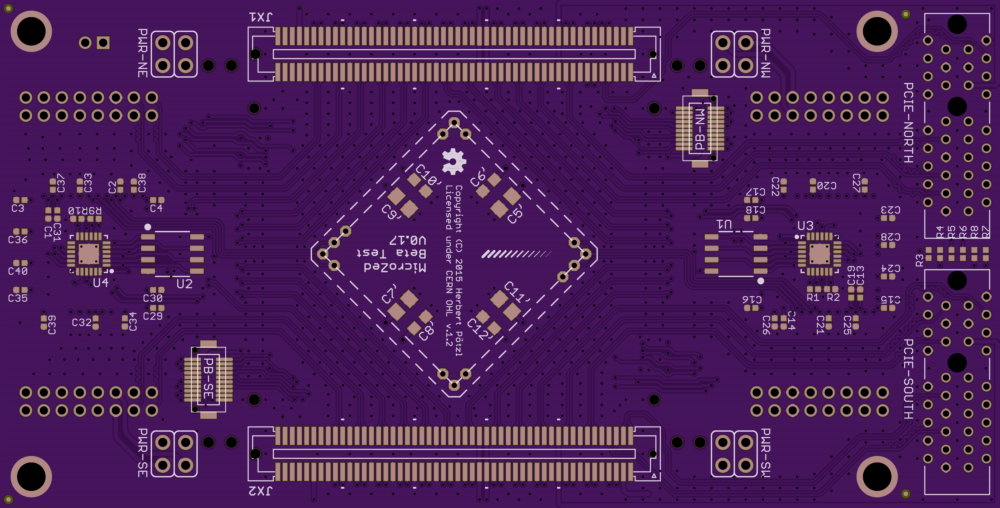 JX1
PWR-NE
PWR-NW
PCIE-NORTH
PB-NW
C37
C33
C2
C38
C3
C4
C1
C31
R9
R10
C36
C40
C35
U4
U2
C30
C29
C39
C32
C34
C10
C9
C6
C5
Copyright (C) 2015 Herbert Pötzl
Licensed under CERN OHL v.1.2
MicroZed
Beta Test
V0.17
C7
C8
C11
C12
C17
C18
C22
C20
C27
C23
C28
C24
C15
U1
U3
C19
C13
R1
R2
C16
C26
C14
C21
C25
R3
R4
R5
R6
R8
R7
PCIE-SOUTH
PB-SE
PWR-SE
PWR-SW
JX2